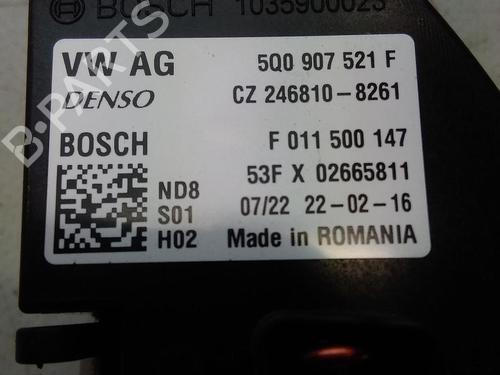 BOSCH 1035900023
VW AG 5Q0 907 521 F
DENSO CZ 246810-8261
BOSCH F 011 500 147
53F X 02665811
ND8
S01 07/22 22-02-16
H02 Made in ROMANIA
B-PARTS